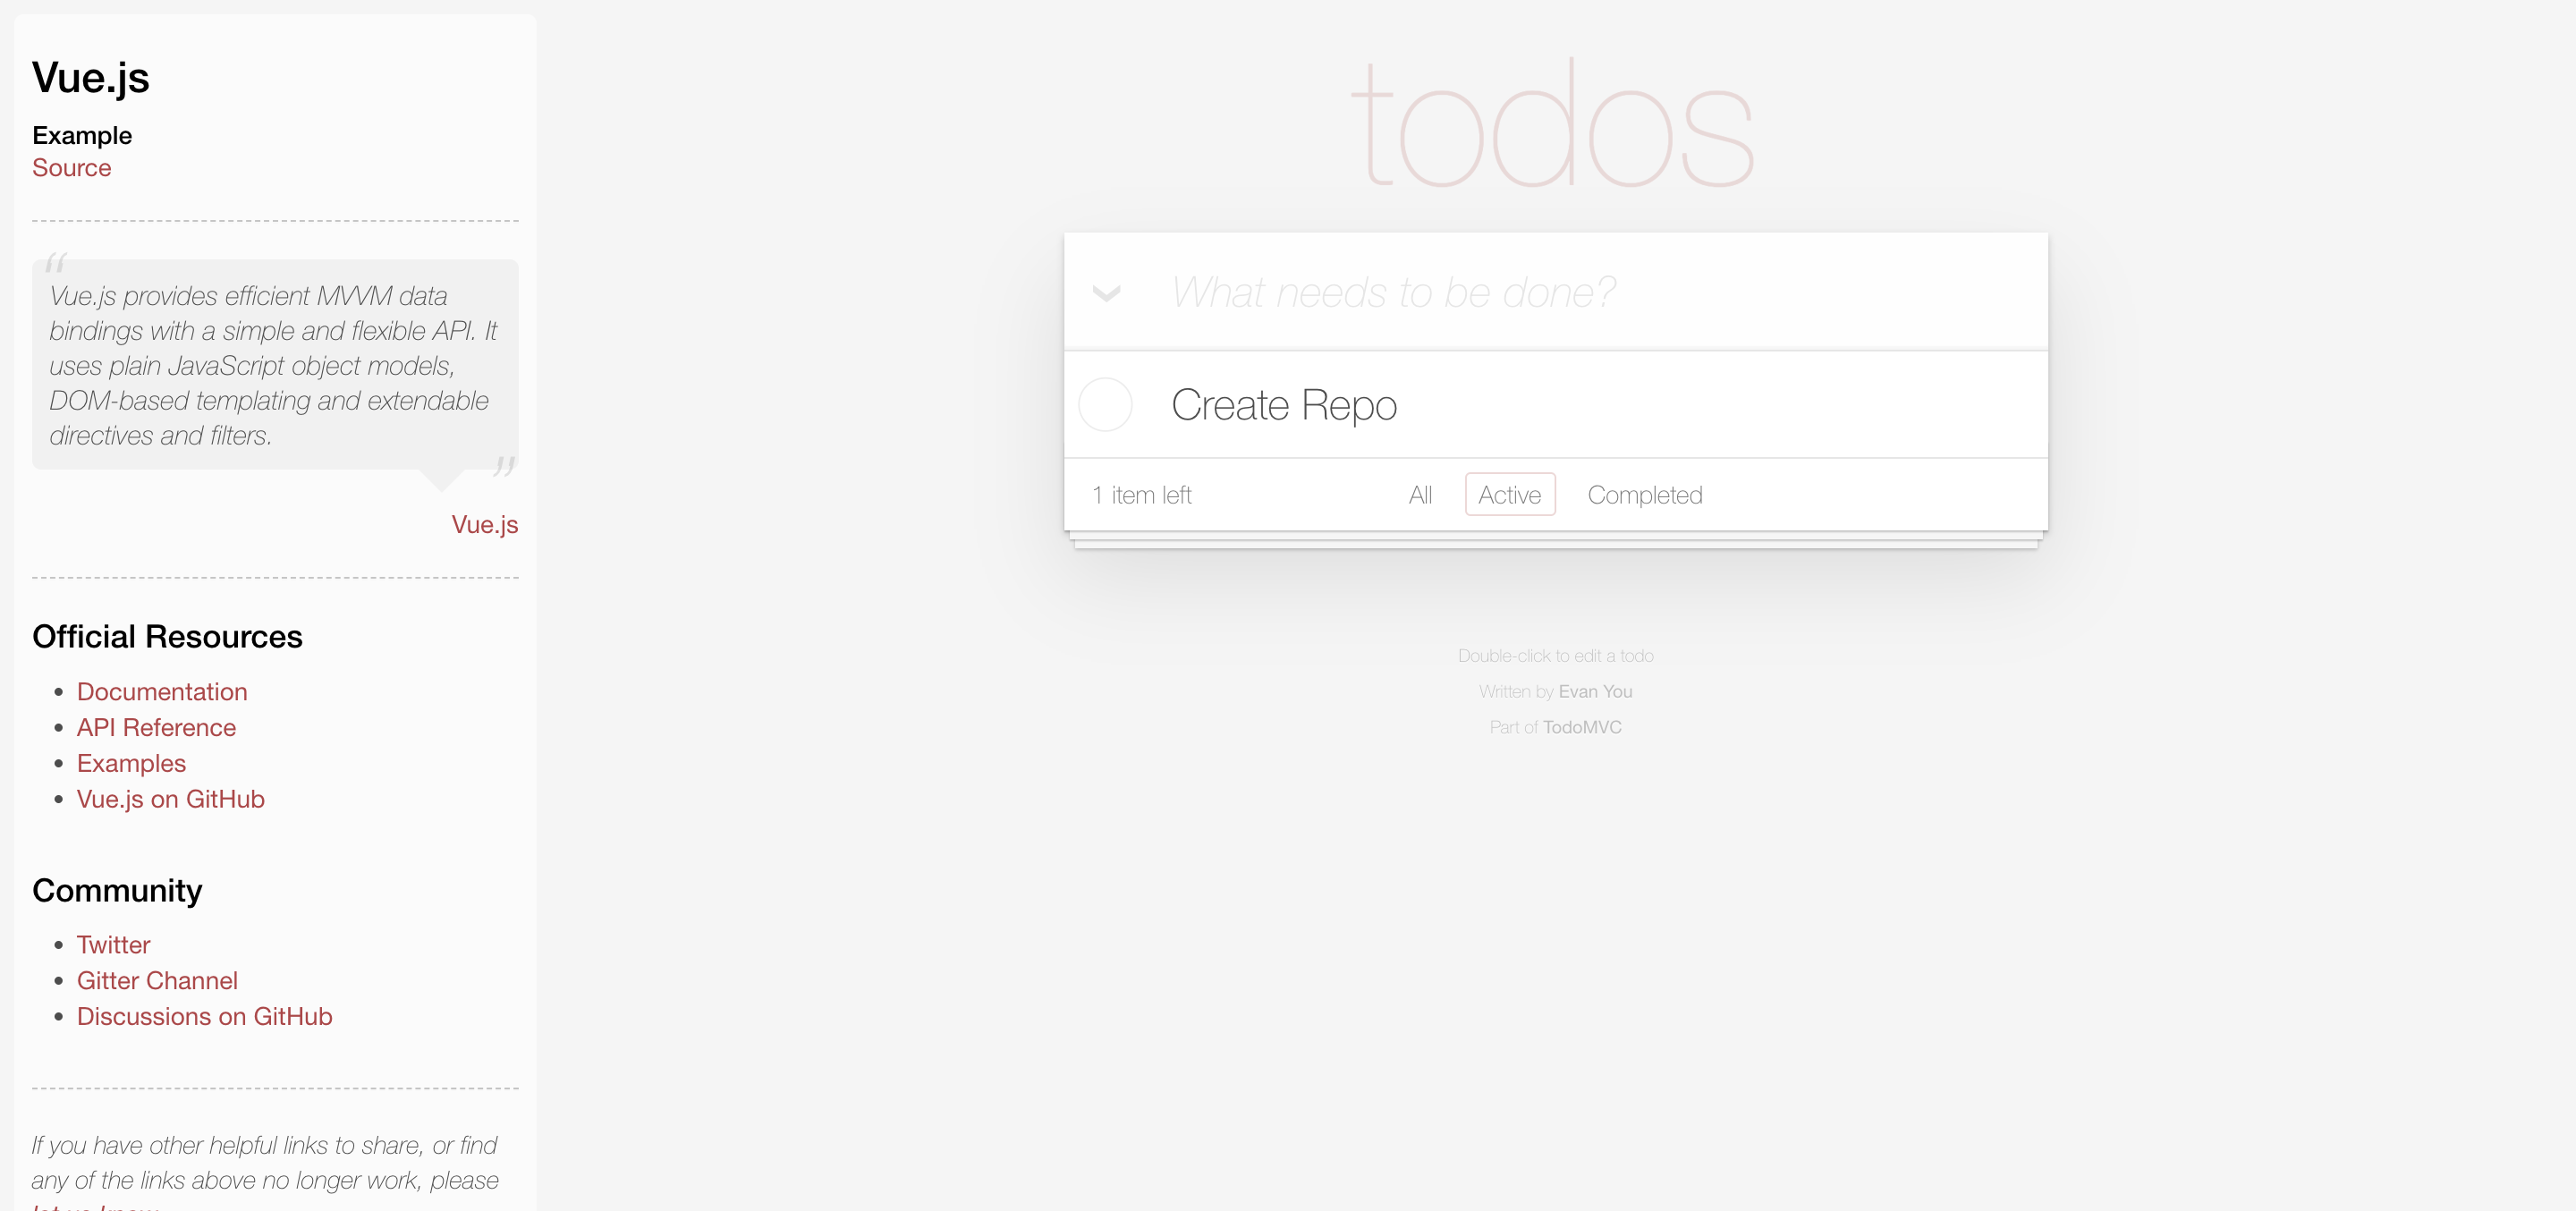 Vue.js
Example
Source
“
Vue.js provides efficient MVVM data
bindings with a simple and flexible API. It
uses plain JavaScript object models,
DOM-based templating and extendable
directives and filters.
”
Vue.js
Official Resources
• Documentation
• API Reference
• Examples
• Vue.js on GitHub
Community
• Twitter
• Gitter Channel
• Discussions on GitHub
If you have other helpful links to share, or find
any of the links above no longer work, please
let us know
todos
What needs to be done?
Create Repo
1 item left
All Active Completed
Double-click to edit a todo
Written by Evan You
Part of TodoMVC